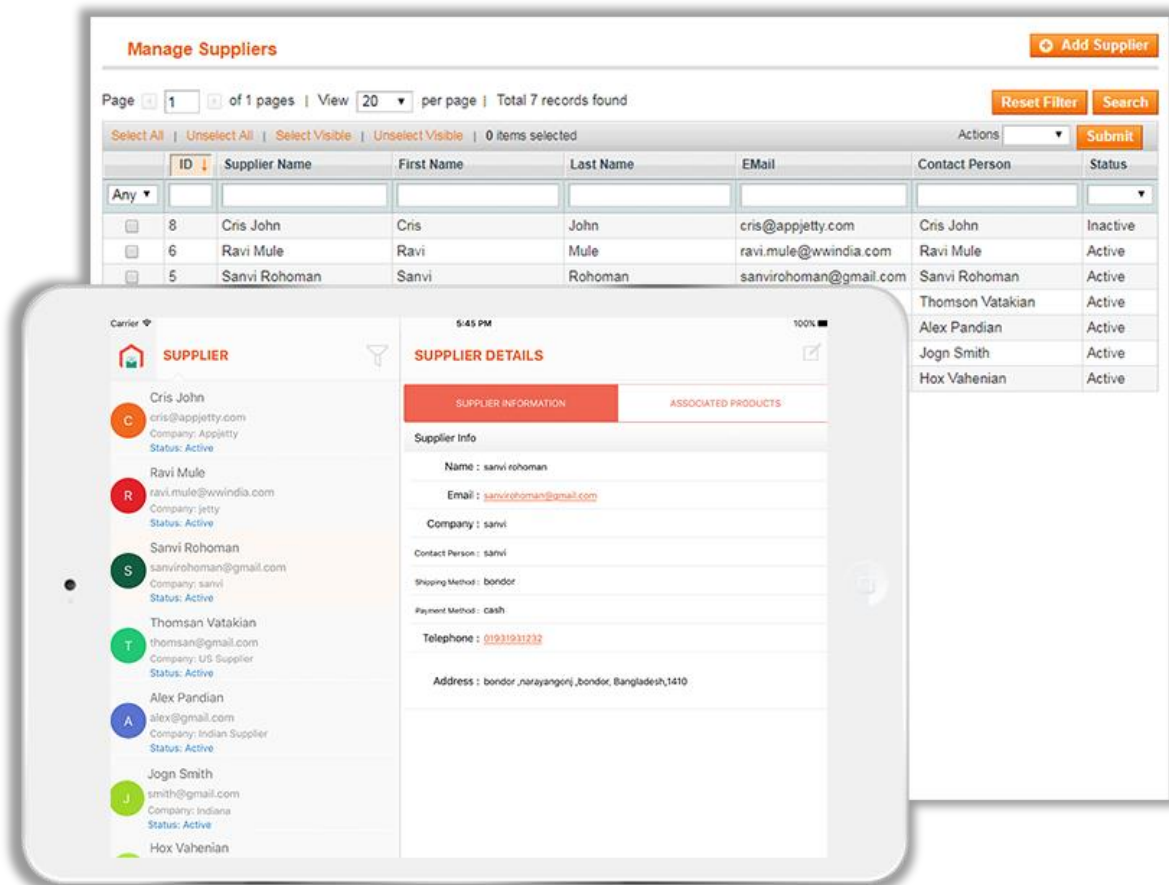 Manage Suppliers
Add Supplier
Page 1 of 1 pages | View 20 per page | Total 7 records found
Reset Filter Search
Select All | Unselect All | Select Visible | Unselect Visible | 0 items selected Actions Submit
ID Supplier Name First Name Last Name EMail Contact Person Status
Any
8 Cris John Cris John cris@appjetty.com Cris John Inactive
6 Ravi Mule Ravi Mule ravi.mule@wwindia.com Ravi Mule Active
5 Sanvi Rohoman Sanvi Rohoman sanvirohoman@gmail.com Sanvi Rohoman Active
Thomson Vatakian Active
Alex Pandian Active
Jogn Smith Active
Hox Vahenian Active
Carrier 5:45 PM 100%
SUPPLIER
Cris John
C
cris@appjetty.com
Company: Appjetty
Status: Active
Ravi Mule
R
ravi.mule@wwindia.com
Company: jetty
Status: Active
Sanvi Rohoman
S
sanvirohoman@gmail.com
Company: sanvi
Status: Active
Thomsan Vatakian
T
thomsan@gmail.com
Company: US Supplier
Status: Active
Alex Pandian
A
alex@gmail.com
Company: Indian Supplier
Status: Active
Jogn Smith
J
smith@gmail.com
Company: Indiana
Status: Active
Hox Vahenian
SUPPLIER DETAILS
SUPPLIER INFORMATION ASSOCIATED PRODUCTS
Supplier Info
Name : sanvi rohoman
Email : sanvirohoman@gmail.com
Company : sanvi
Contact Person : sanvi
Shipping Method : bondor
Payment Method : cash
Telephone : 01931931232
Address : bondor ,narayangonj ,bondor, Bangladesh,1410